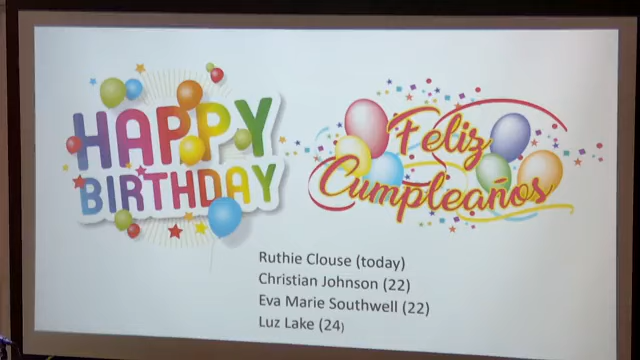 HAPPY
BIRTHDAY
Feliz
Cumpleaños
Ruthie Clouse (today)
Christian Johnson (22)
Eva Marie Southwell (22)
Luz Lake (24)